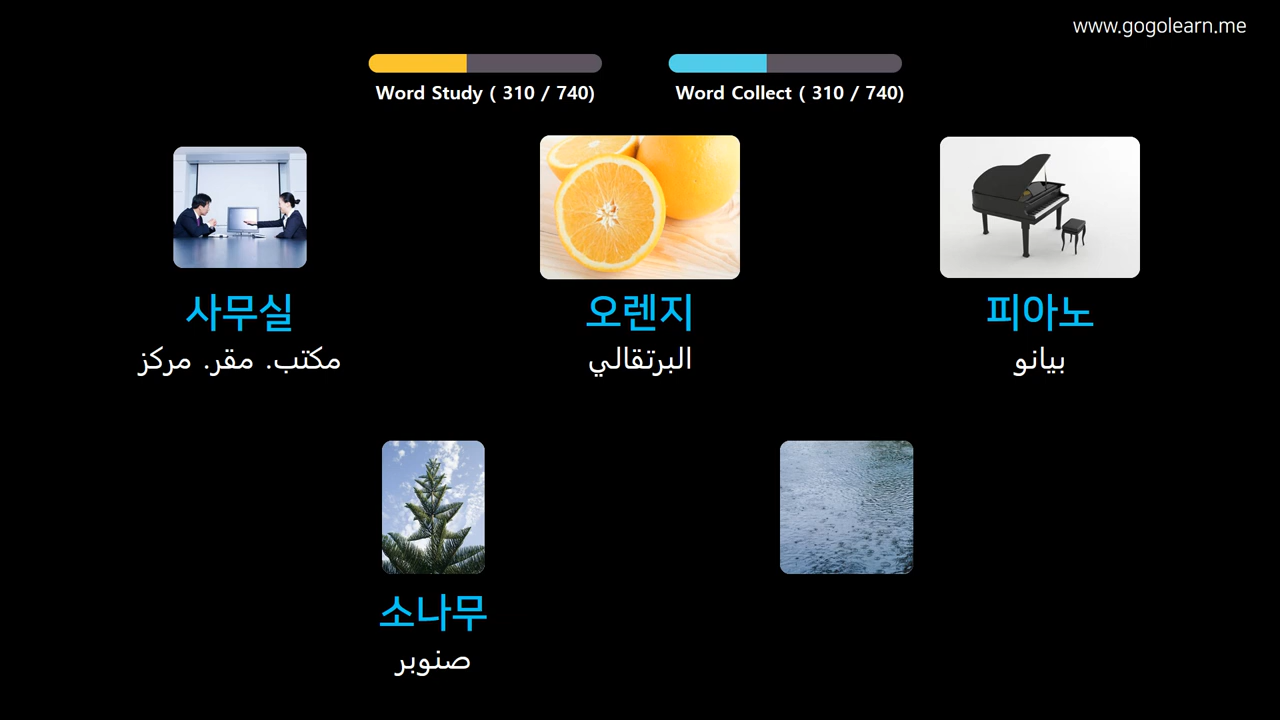 www.gogolearn.me
Word Study ( 310 / 740)
Word Collect ( 310 / 740)
사무실
مكتب. مقر. مركز
오렌지
البرتقالي
피아노
بيانو
소나무
صنوبر